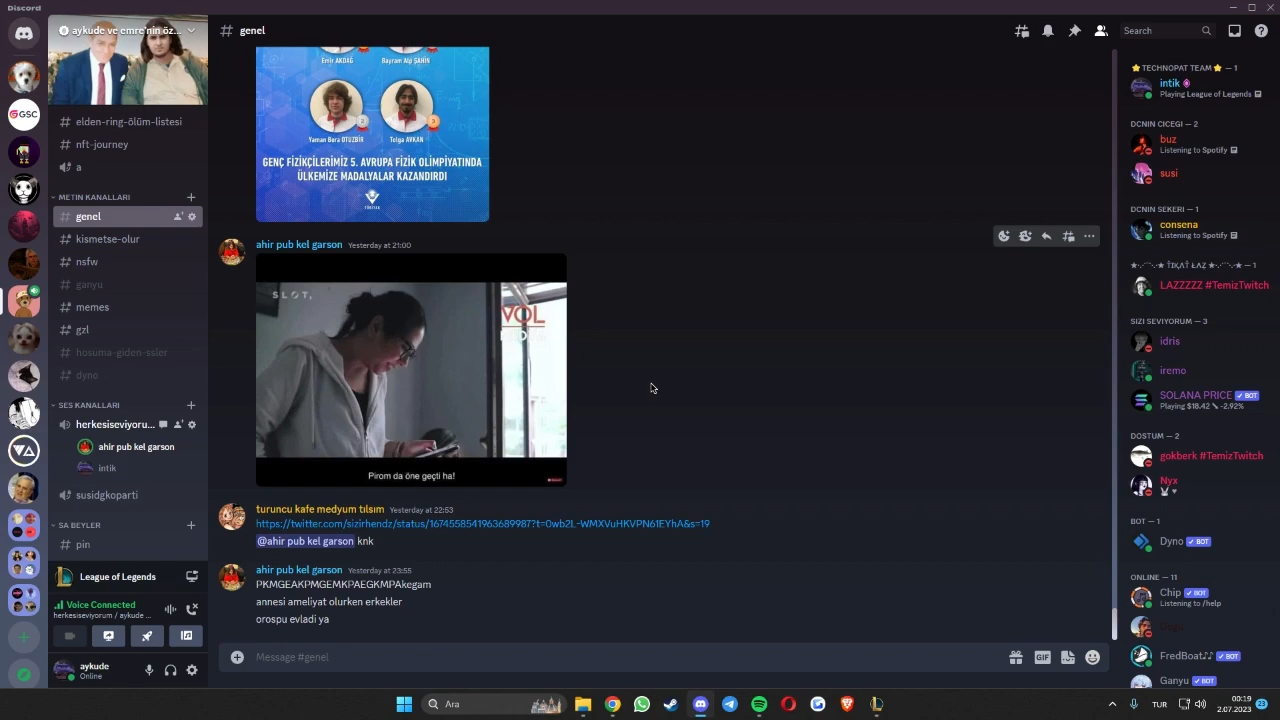 Discord
aykude ve emre'nin öz...
GSC
elden-ring-ölüm-listesi
nft-journey
a
METIN KANALLARI
genel
kismetse-olur
nsfw
ganyu
memes
gzl
hosuma-giden-ssler
dyno
SES KANALLARI
herkesiseviyoru...
ahir pub kel garson
intik
susidgkoparti
SA BEYLER
pin
League of Legends
Voice Connected
herkesiseviyorum / aykude ...
aykude
Online
# genel
Emir AKDAĞ
Bayram Alp ŞAHİN
Yaman Bora OTUZBİR
Tolga AVKAN
GENÇ FİZİKÇİLERİMİZ 5. AVRUPA FİZİK OLİMPİYATINDA
ÜLKEMİZE MADALYALAR KAZANDIRDI
TÜBİTAK
ahir pub kel garson Yesterday at 21:00
SLOT,
VOL
Pirom da öne geçti ha!
turuncu kafe medyum tılsım Yesterday at 22:53
https://twitter.com/sizirhendz/status/1674558541963689987?t=0wb2L-WMXVuHKVPN61EYhA&s=19
@ahir pub kel garson knk
ahir pub kel garson Yesterday at 23:55
PKMGEAKPMGEMKPAEGKMPAkegam
annesi ameliyat olurken erkekler
orospu evladi ya
Message #genel
GIF
Search
TECHNOPAT TEAM — 1
intik
Playing League of Legends
DCNIN CICEGI — 2
buz
Listening to Spotify
susi
DCNIN SEKERI — 1
consena
Listening to Spotify
LAZZZZZ #TemizTwitch
SIZI SEVIYORUM — 3
idris
iremo
SOLANA PRICE BOT
Playing $18.42 -2.92%
DOSTUM — 2
gokberk #TemizTwitch
Nyx
BOT — 1
Dyno BOT
ONLINE — 11
Chip BOT
Listening to /help
FredBoat♪♪ BOT
Ganyu BOT
Ara
TUR
00:19
2.07.2023
23